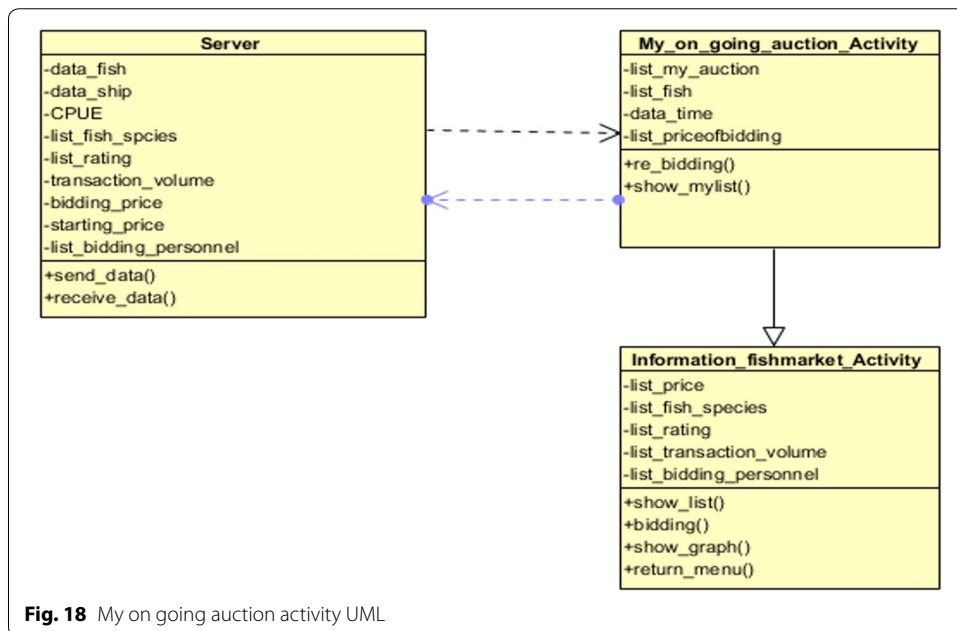 Server
-data_fish
-data_ship
-CPUE
-list_fish_spcies
-list_rating
-transaction_volume
-bidding_price
-starting_price
-list_bidding_personnel
+send_data()
+receive_data()
My_on_going_auction_Activity
-list_my_auction
-list_fish
-data_time
-list_priceofbidding
+re_bidding()
+show_mylist()
Information_fishmarket_Activity
-list_price
-list_fish_species
-list_rating
-list_transaction_volume
-list_bidding_personnel
+show_list()
+bidding()
+show_graph()
+return_menu()
Fig. 18 My on going auction activity UML